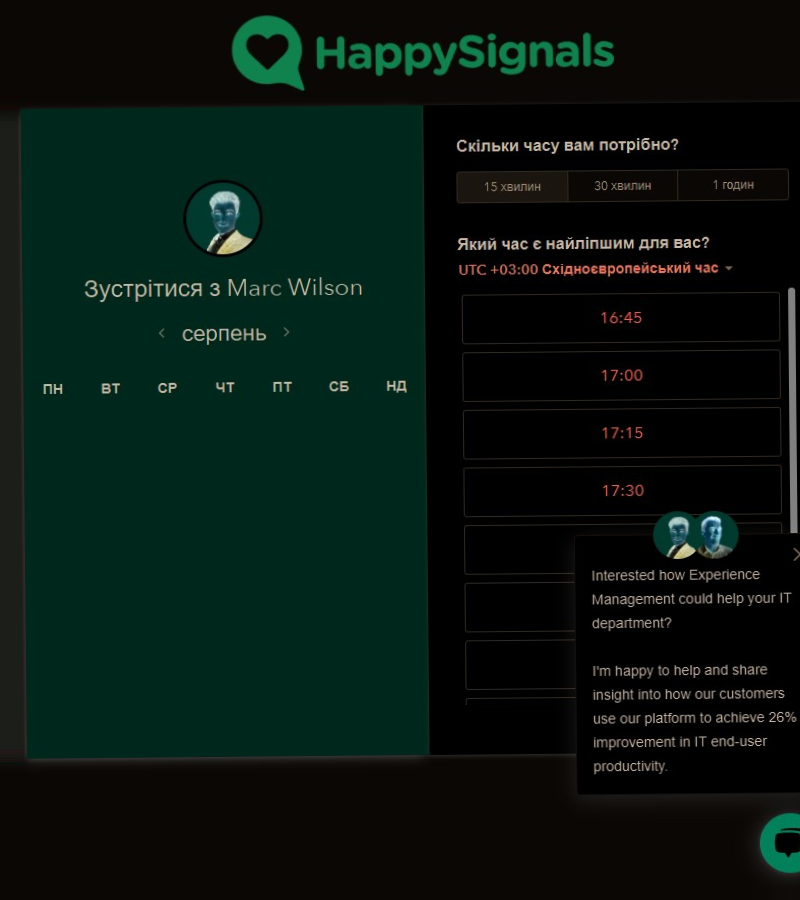 HappySignals
Зустрітися з Marc Wilson
серпень
ПН ВТ СР ЧТ ПТ СБ НД
Скільки часу вам потрібно?
15 хвилин 30 хвилин 1 годин
Який час є найліпшим для вас?
UTC +03:00 Східноєвропейський час
16:45
17:00
17:15
17:30
Interested how Experience
Management could help your IT
department?
I'm happy to help and share
insight into how our customers
use our platform to achieve 26%
improvement in IT end-user
productivity.